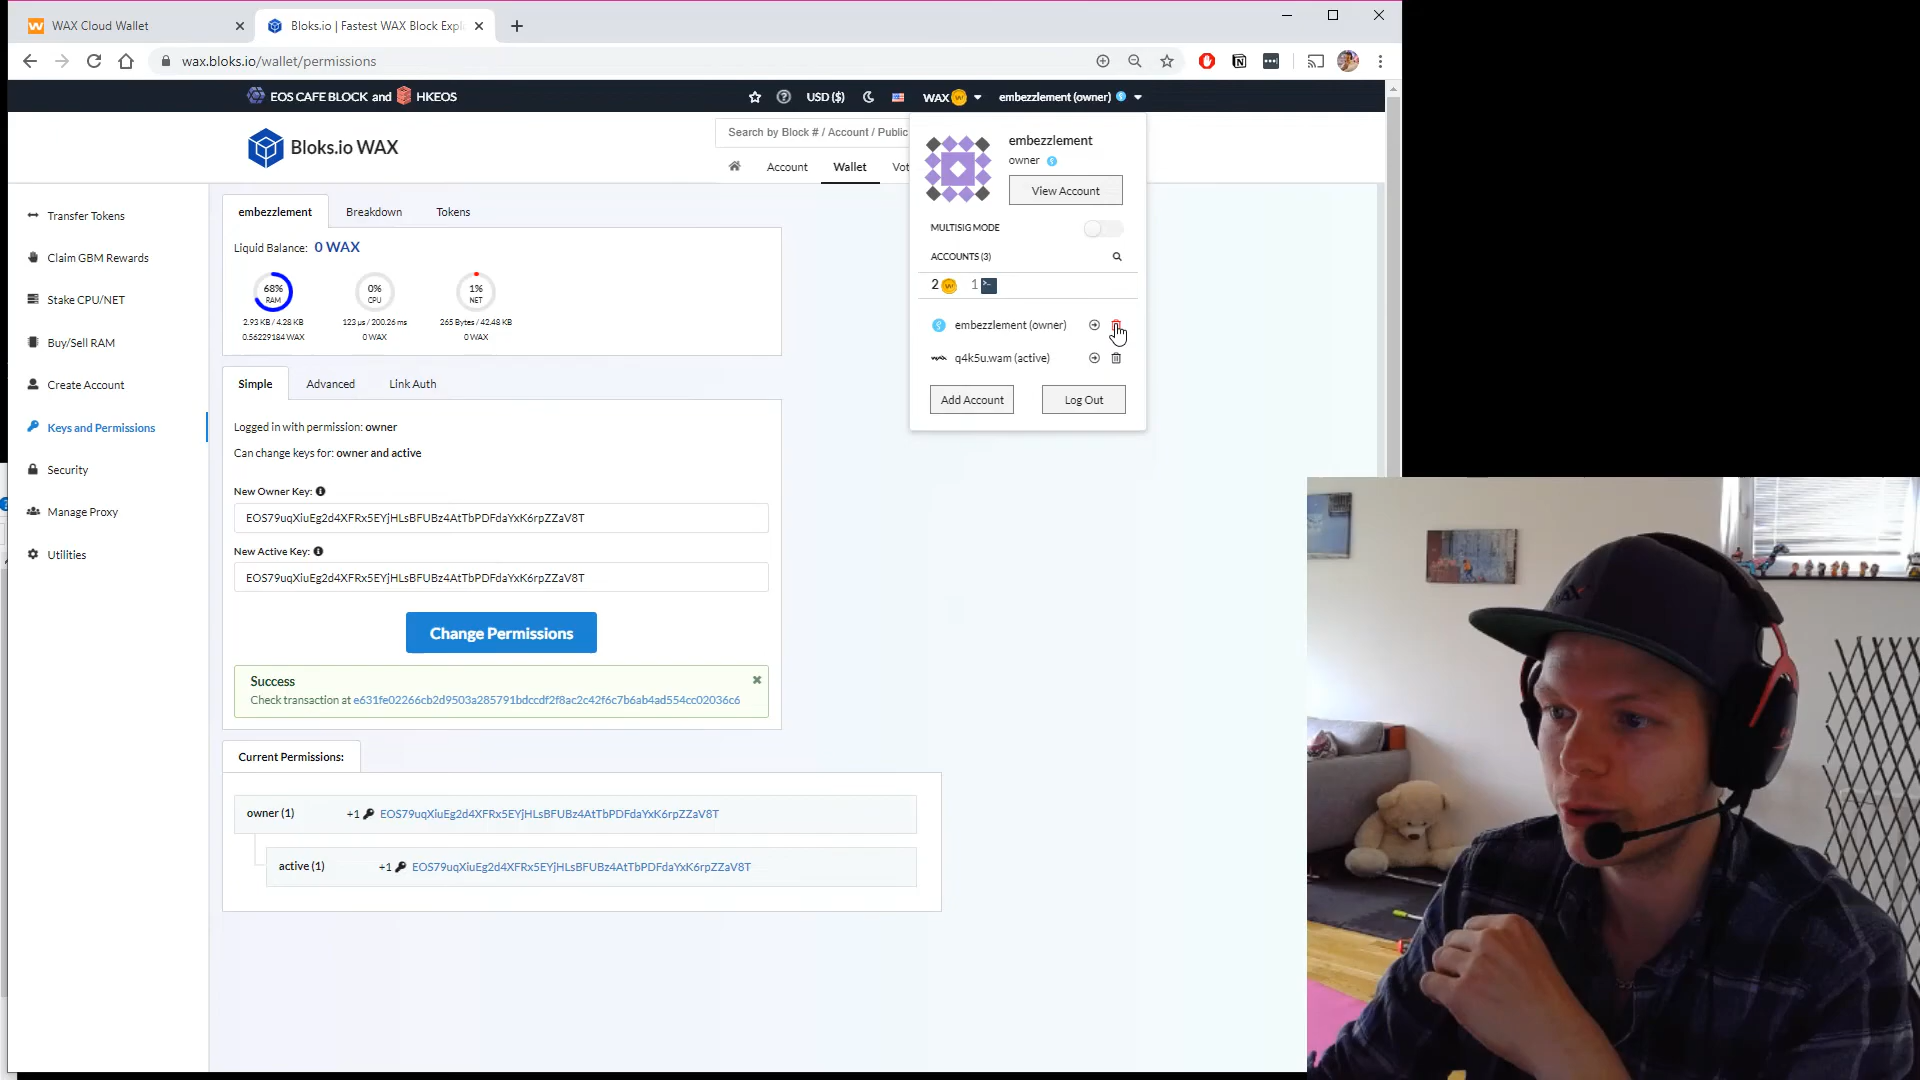 WAX Cloud Wallet
Bloks.io | Fastest WAX Block Expl
wax.bloks.io/wallet/permissions
EOS CAFE BLOCK and HKEOS
USD ($)
WAX
embezzlement (owner)
Bloks.io WAX
Search by Block # / Account / Public
Account
Wallet
Vot
embezzlement
owner
View Account
MULTISIG MODE
ACCOUNTS (3)
2
1
embezzlement (owner)
q4k5u.wam (active)
Add Account
Log Out
Transfer Tokens
Claim GBM Rewards
Stake CPU/NET
Buy/Sell RAM
Create Account
Keys and Permissions
Security
Manage Proxy
Utilities
embezzlement
Breakdown
Tokens
Liquid Balance: 0 WAX
68%
RAM
0%
CPU
1%
NET
2.93 KB / 4.28 KB
123 µs / 200.26 ms
265 Bytes / 42.48 KB
0.56229184 WAX
0 WAX
0 WAX
Simple
Advanced
Link Auth
Logged in with permission: owner
Can change keys for: owner and active
New Owner Key:
EOS79uqXiuEg2d4XFRx5EYjHLsBFUBz4AtTbPDFdaYxK6rpZZaV8T
New Active Key:
EOS79uqXiuEg2d4XFRx5EYjHLsBFUBz4AtTbPDFdaYxK6rpZZaV8T
Change Permissions
Success
Check transaction at e631fe02266cb2d9503a285791bdccdf2f8ac2c42f6c7b6ab4ad554cc02036c6
Current Permissions:
owner (1)
+1 EOS79uqXiuEg2d4XFRx5EYjHLsBFUBz4AtTbPDFdaYxK6rpZZaV8T
active (1)
+1 EOS79uqXiuEg2d4XFRx5EYjHLsBFUBz4AtTbPDFdaYxK6rpZZaV8T